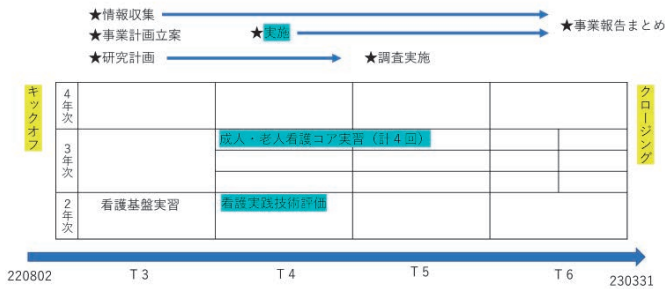 ★情報収集
★事業計画立案
★実施
★事業報告まとめ
★研究計画
★調査実施
キックオフ
クロージング
4年次
3年次
成人・老人看護コア実習（計4回）
2年次
看護基盤実習
看護実践技術評価
220802
T3
T4
T5
T6
230331